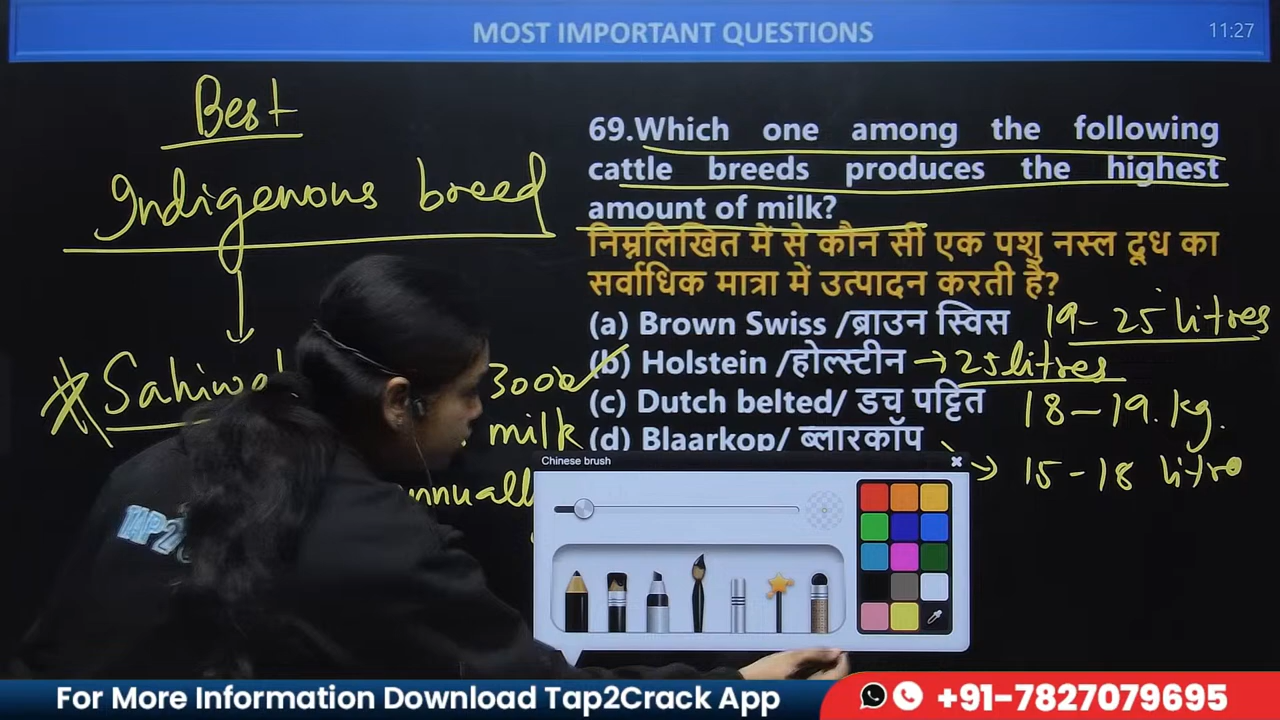 MOST IMPORTANT QUESTIONS
11:27
Best
Indigenous breed
69.Which one among the following
cattle breeds produces the highest
amount of milk?
निम्नलिखित में से कौन सी एक पशु नस्ल दूध का
सर्वाधिक मात्रा में उत्पादन करती है?
(a) Brown Swiss /ब्राउन स्विस 19-25 litres
(b) Holstein /होल्स्टीन → 25 litres
(c) Dutch belted/ डच पट्टित 18-19.kg.
(d) Blaarkop/ ब्लारकॉप → 15-18 litre
3000
milk
Chinese brush
TAP2
For More Information Download Tap2Crack App
+91-7827079695